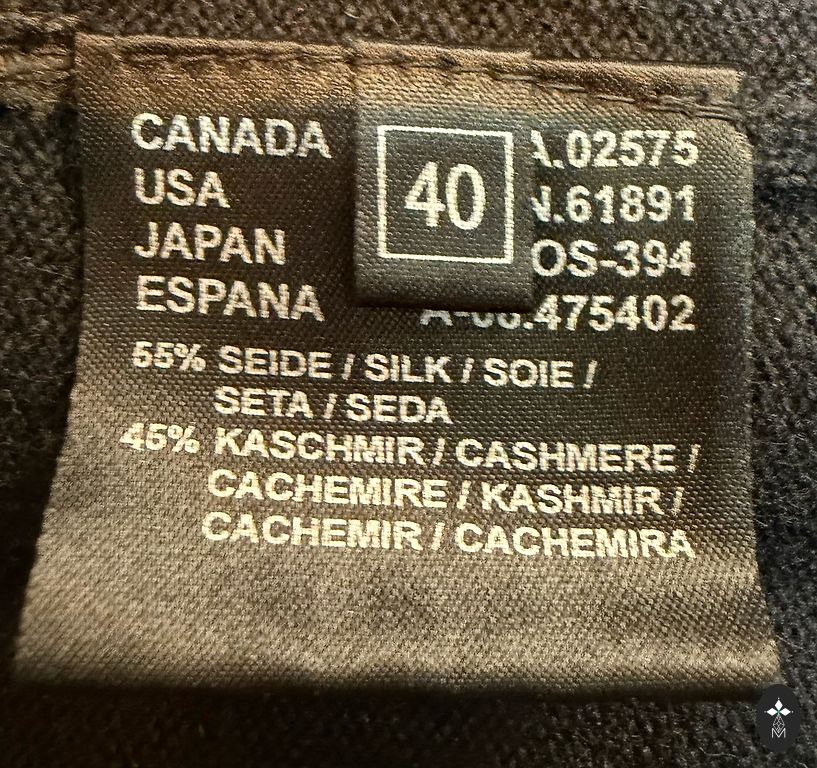 CANADA A.02575
USA N.61891
JAPAN OS-394
ESPANA A-08.475402
40
55% SEIDE / SILK / SOIE /
SETA / SEDA
45% KASCHMIR / CASHMERE /
CACHEMIRE / KASHMIR /
CACHEMIR / CACHEMIRA
M